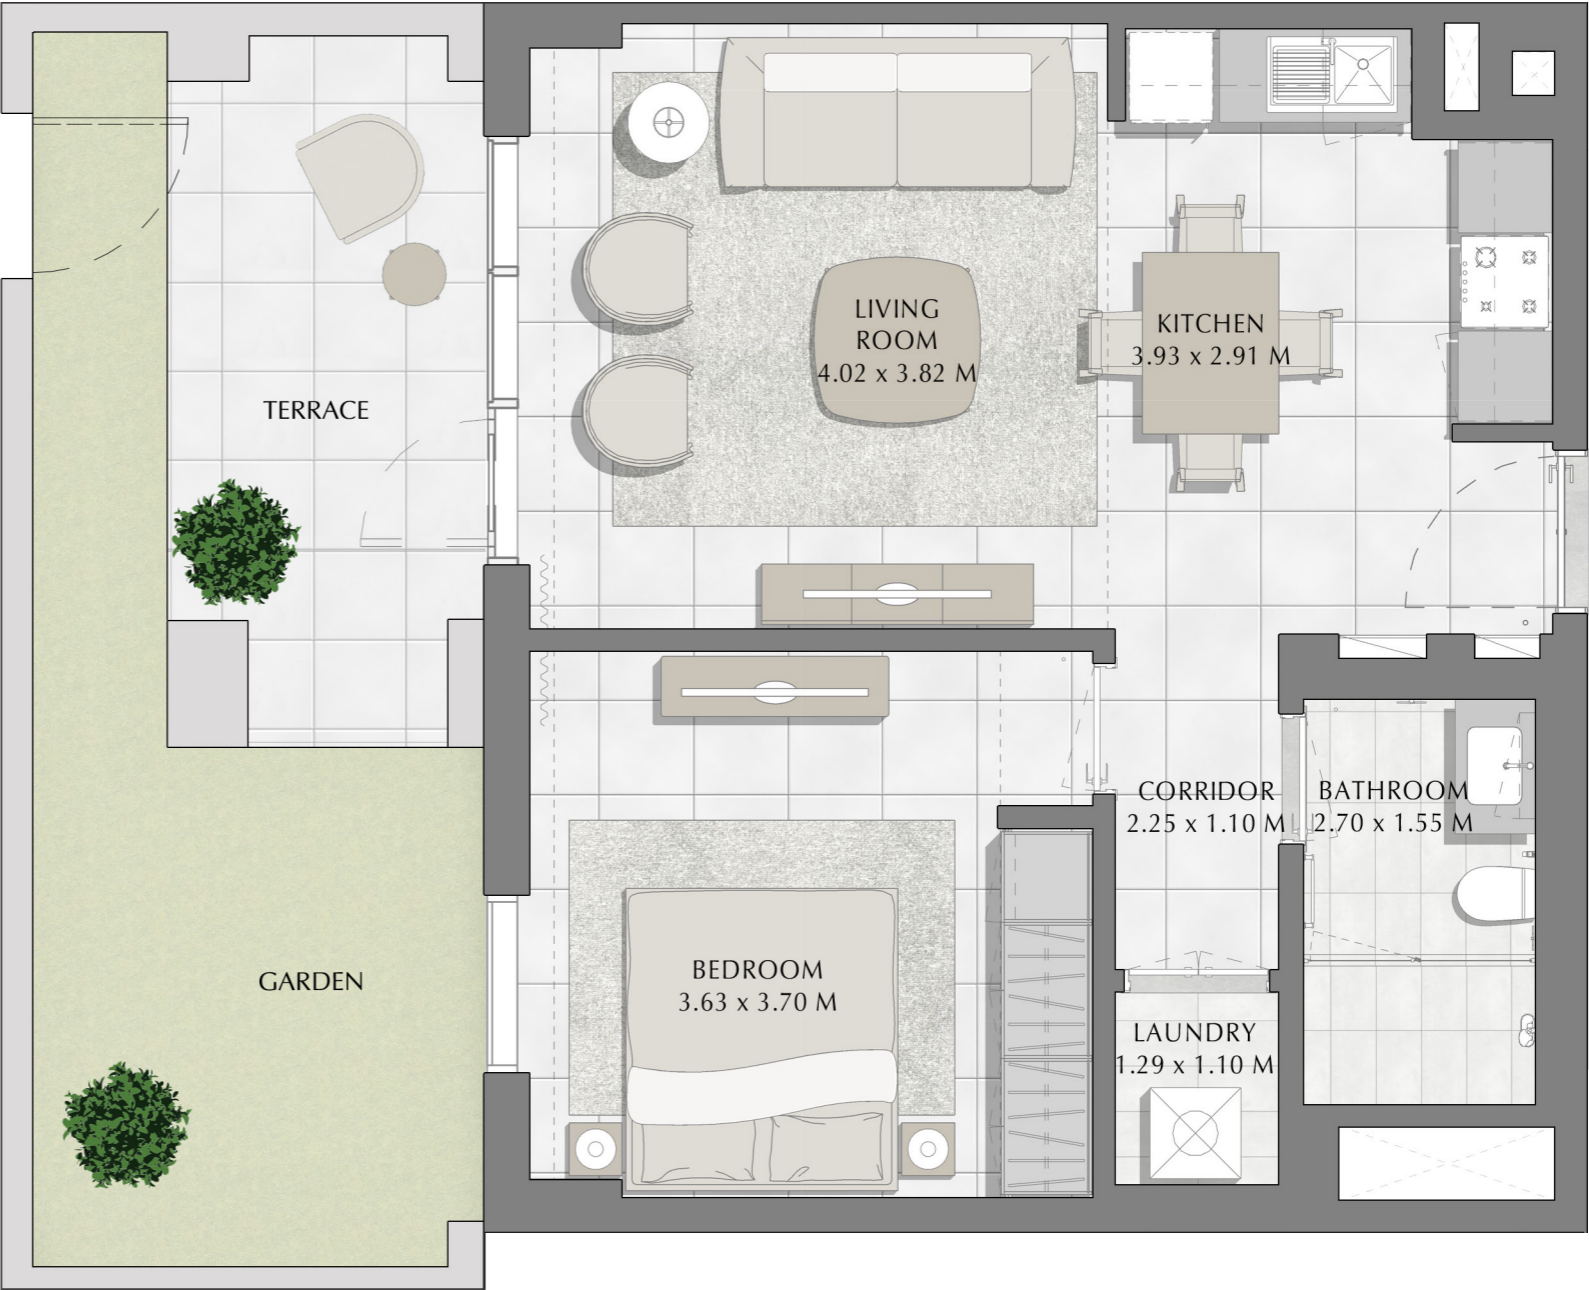 LIVING
ROOM
4.02 x 3.82 M
KITCHEN
3.93 x 2.91 M
TERRACE
CORRIDOR
2.25 x 1.10 M
BATHROOM
2.70 x 1.55 M
BEDROOM
3.63 x 3.70 M
GARDEN
LAUNDRY
1.29 x 1.10 M